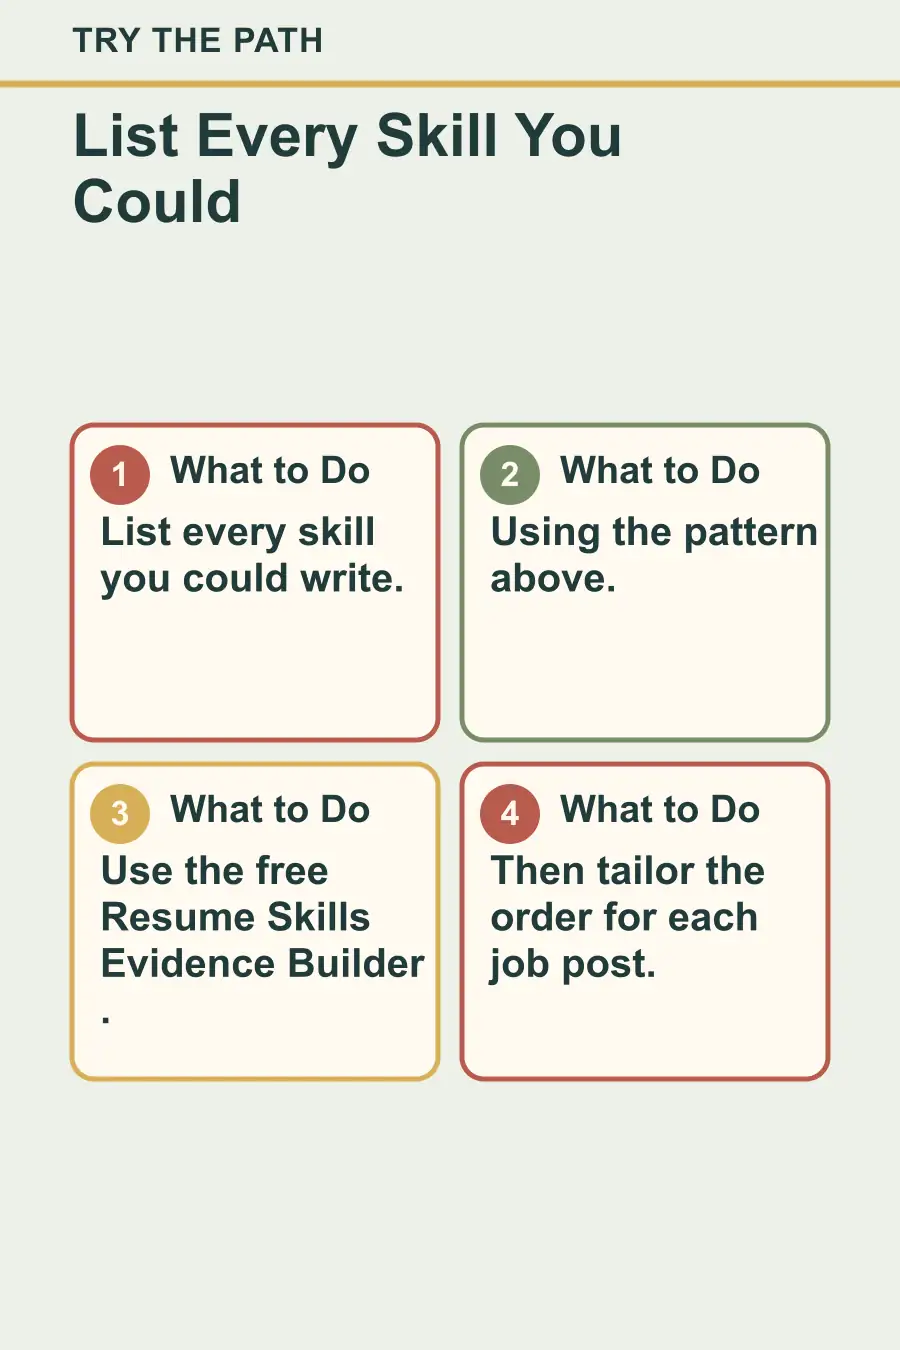 TRY THE PATH
List Every Skill You
Could
1 What to Do
List every skill
you could write.
2 What to Do
Using the pattern
above.
3 What to Do
Use the free
Resume Skills
Evidence Builder
.
4 What to Do
Then tailor the
order for each
job post.